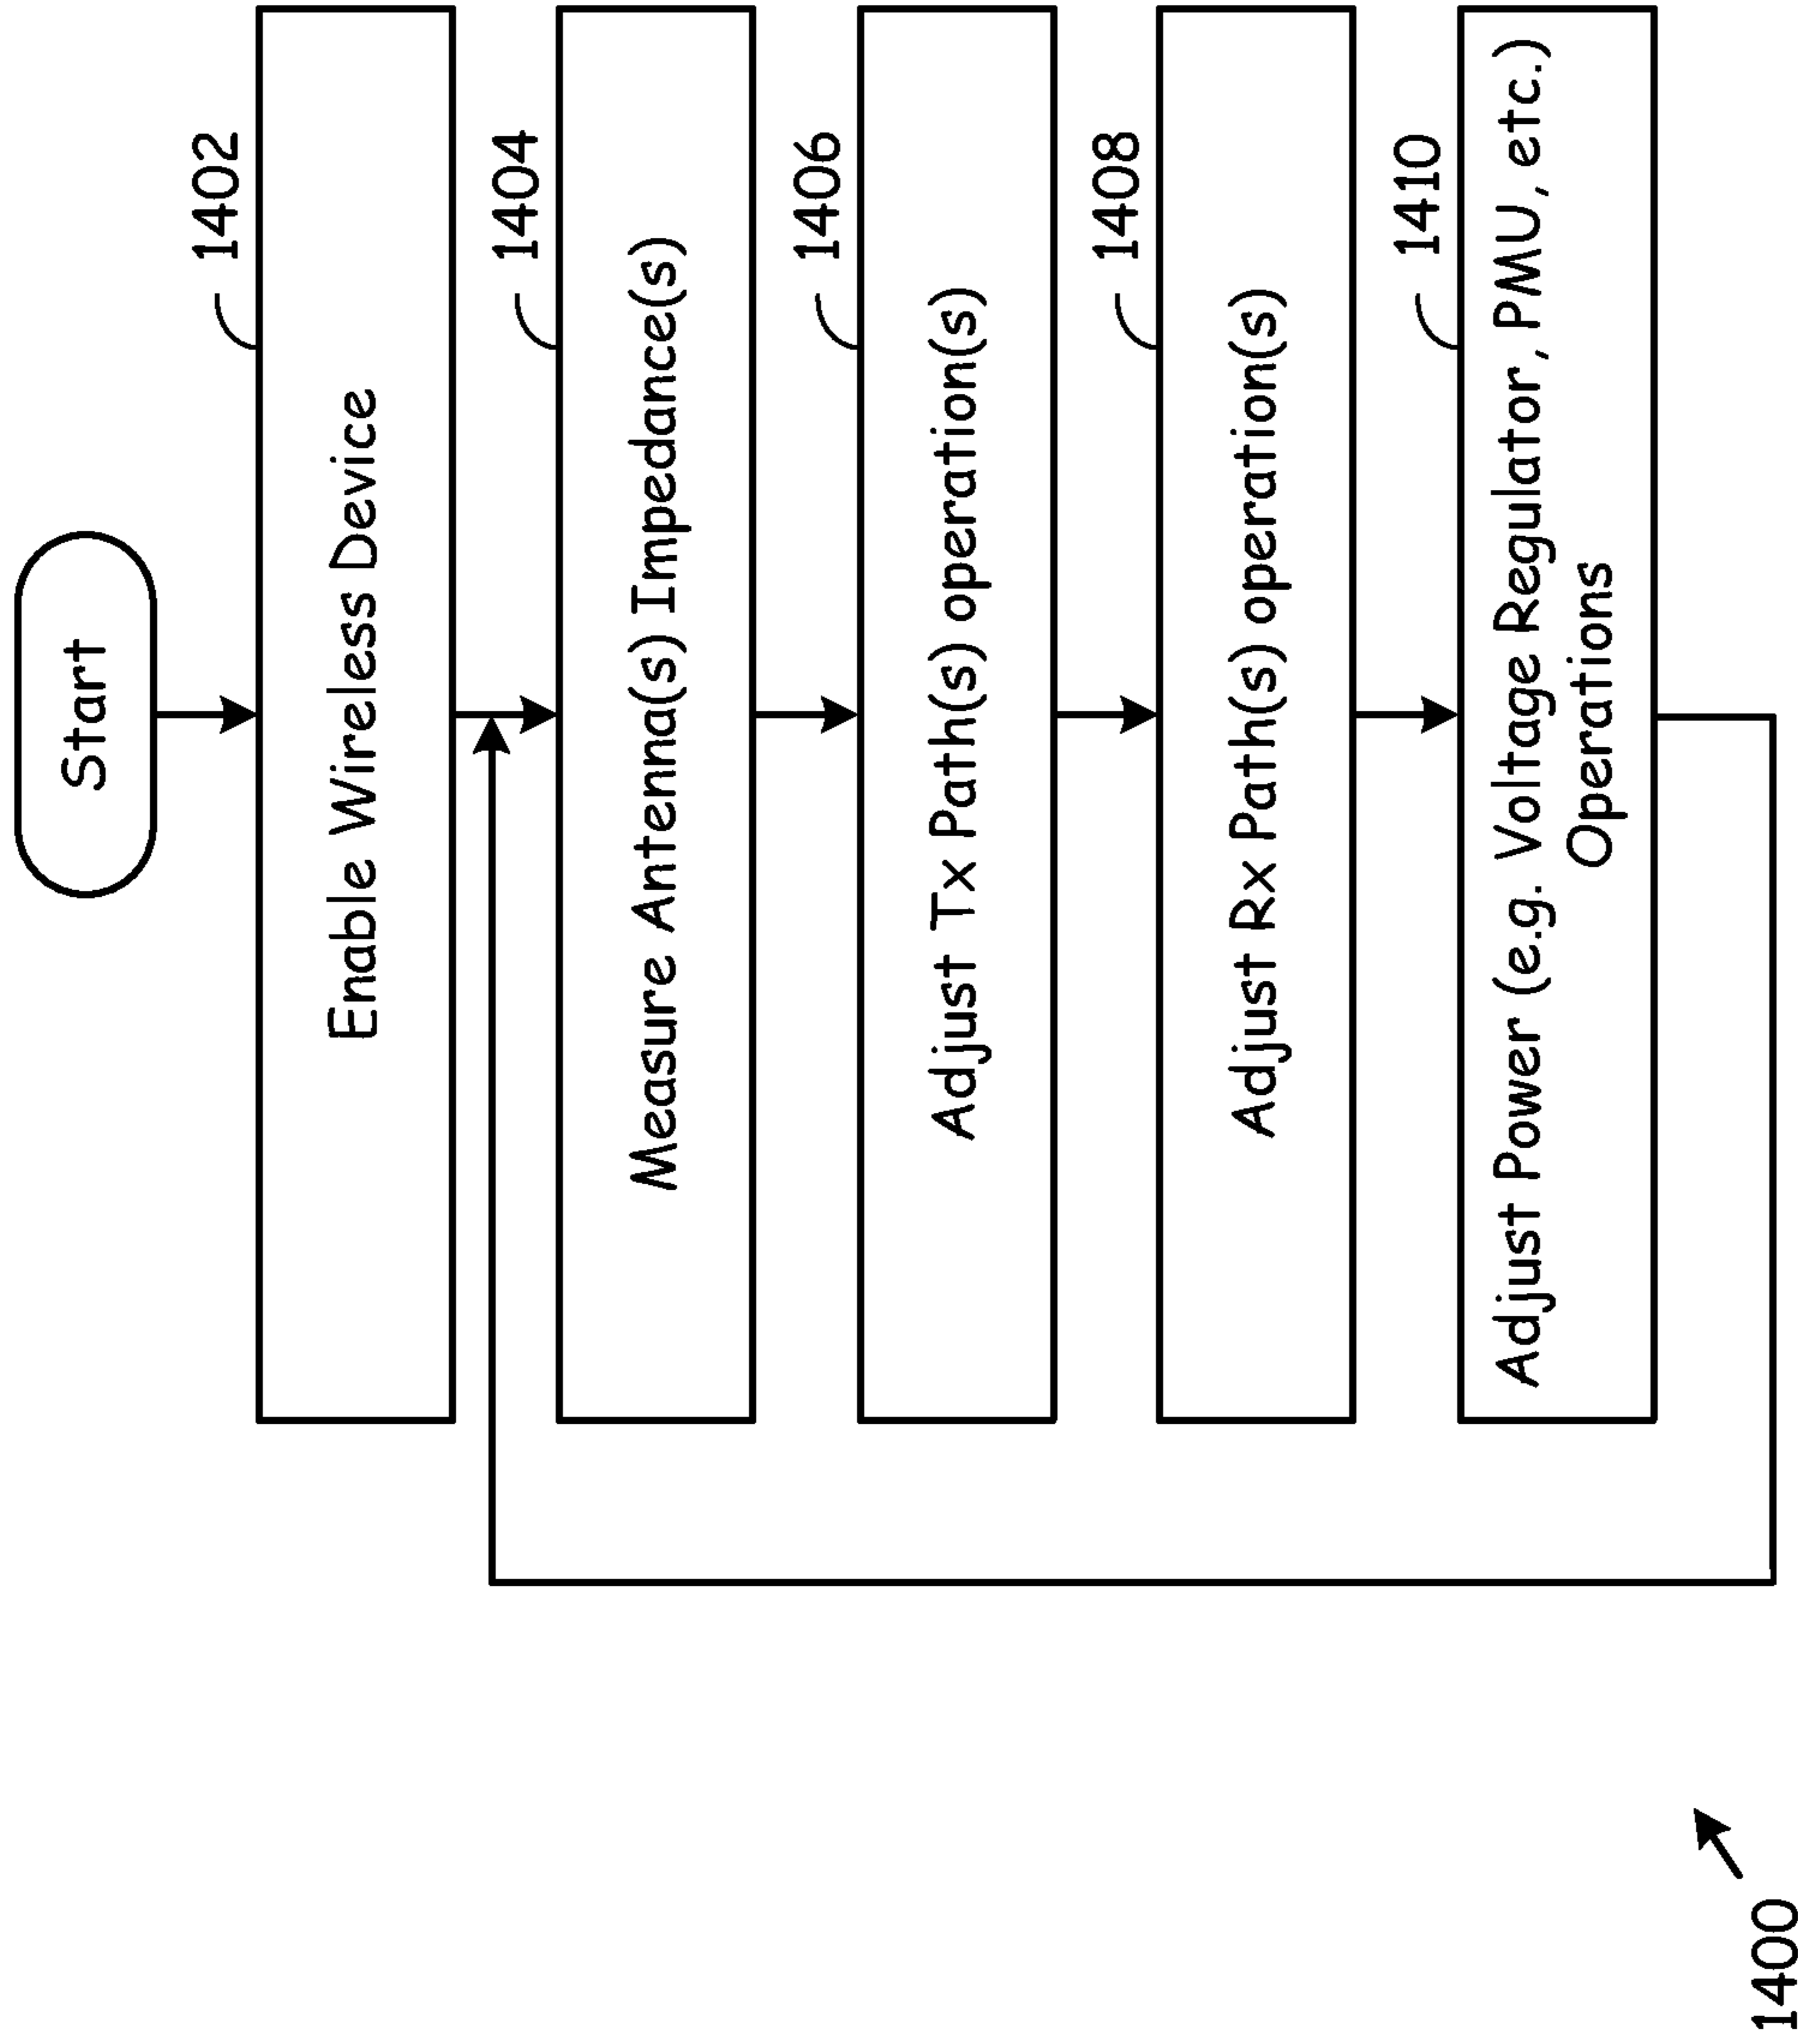 Start
1402
Enable Wireless Device
1404
Measure Antenna(s) Impedance(s)
1406
Adjust Tx Path(s) operation(s)
1408
Adjust Rx Path(s) operation(s)
1410
Adjust Power (e.g. Voltage Regulator, PMU, etc.)
Operations
1400